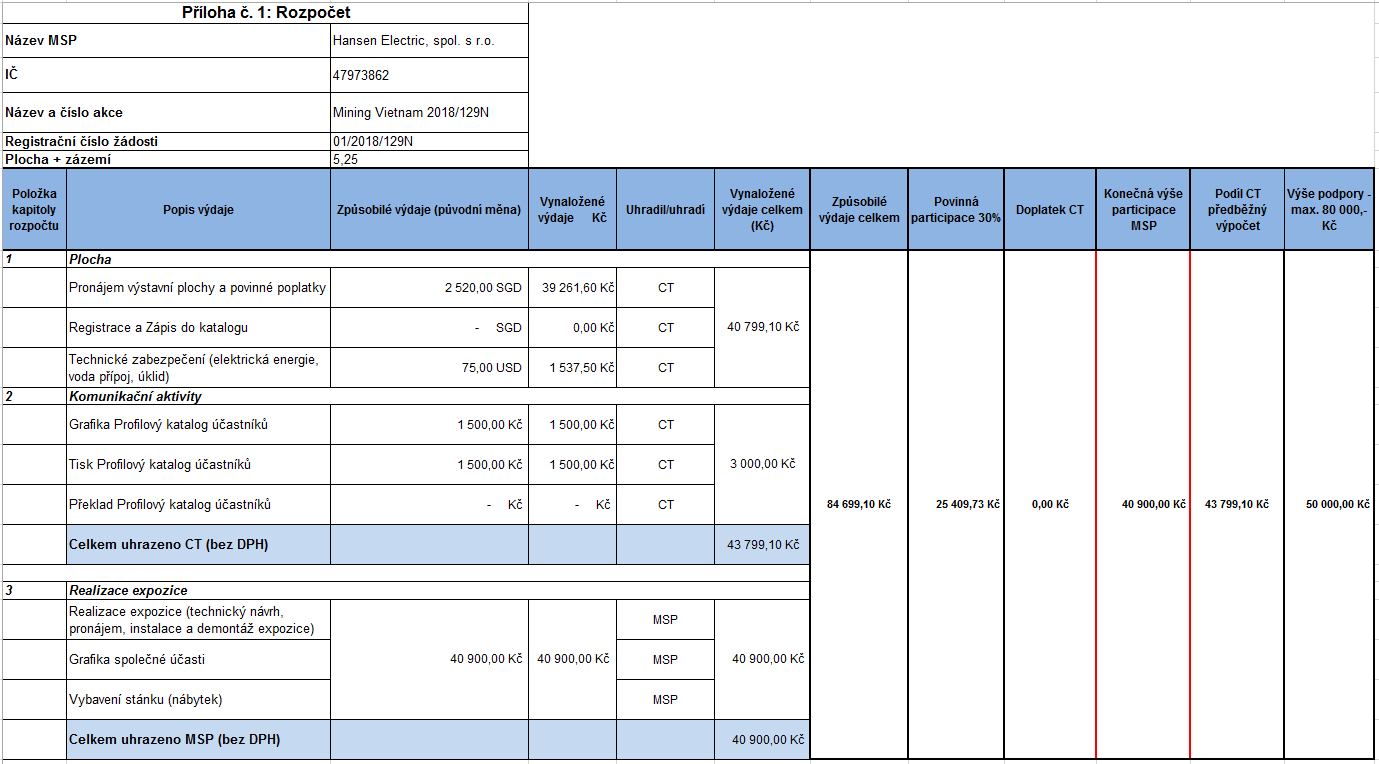 Příloha č. 1: Rozpočet
Název MSP Hansen Electric, spol. s r.o.
IČ 47973862
Název a číslo akce Mining Vietnam 2018/129N
Registrační číslo žádosti 01/2018/129N
Plocha + zázemí 5,25
Položka kapitoly rozpočtu Popis výdaje Způsobilé výdaje (původní měna) Vynaložené výdaje Kč Uhradil/uhradí Vynaložené výdaje celkem (Kč) Způsobilé výdaje celkem Povinná participace 30% Doplatek CT Konečná výše participace MSP Podíl CT předběžný výpočet Výše podpory - max. 80 000,- Kč
1 Plocha
Pronájem výstavní plochy a povinné poplatky 2 520,00 SGD 39 261,60 Kč CT
Registrace a Zápis do katalogu - SGD 0,00 Kč CT 40 799,10 Kč
Technické zabezpečení (elektrická energie,
voda přípoj, úklid) 75,00 USD 1 537,50 Kč CT
2 Komunikační aktivity
Grafika Profilový katalog účastníků 1 500,00 Kč 1 500,00 Kč CT
Tisk Profilový katalog účastníků 1 500,00 Kč 1 500,00 Kč CT 3 000,00 Kč
Překlad Profilový katalog účastníků - Kč - Kč CT 84 699,10 Kč 25 409,73 Kč 0,00 Kč 40 900,00 Kč 43 799,10 Kč 50 000,00 Kč
Celkem uhrazeno CT (bez DPH) 43 799,10 Kč
3 Realizace expozice
Realizace expozice (technický návrh,
pronájem, instalace a demontáž expozice) MSP
Grafika společné účasti 40 900,00 Kč 40 900,00 Kč MSP 40 900,00 Kč
Vybavení stánku (nábytek) MSP
Celkem uhrazeno MSP (bez DPH) 40 900,00 Kč